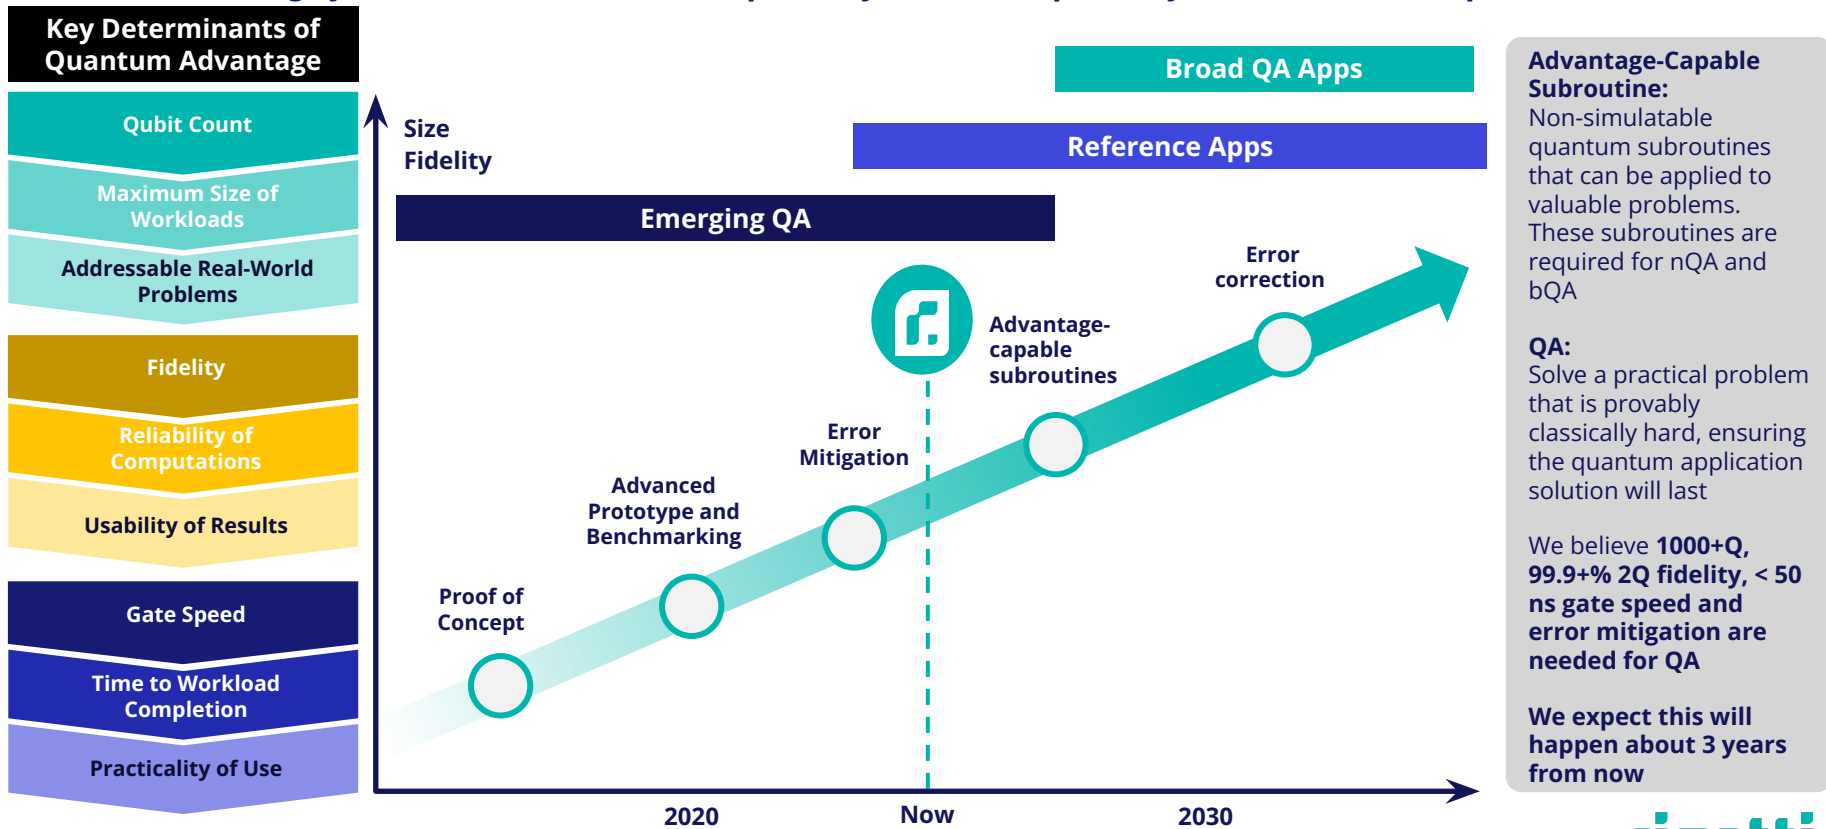 Key Determinants of
Quantum Advantage
Qubit Count
Maximum Size of
Workloads
Addressable Real-World
Problems
Fidelity
Reliability of
Computations
Usability of Results
Gate Speed
Time to Workload
Completion
Practicality of Use
Size
Fidelity
Broad QA Apps
Reference Apps
Emerging QA
Proof of
Concept
Advanced
Prototype and
Benchmarking
Error
Mitigation
Advantage-
capable
subroutines
Error
correction
2020
Now
2030
Advantage-Capable
Subroutine:
Non-simulatable
quantum subroutines
that can be applied to
valuable problems.
These subroutines are
required for nQA and
bQA
QA:
Solve a practical problem
that is provably
classically hard, ensuring
the quantum application
solution will last
We believe 1000+Q,
99.9+% 2Q fidelity, < 50
ns gate speed and
error mitigation are
needed for QA
We expect this will
happen about 3 years
from now